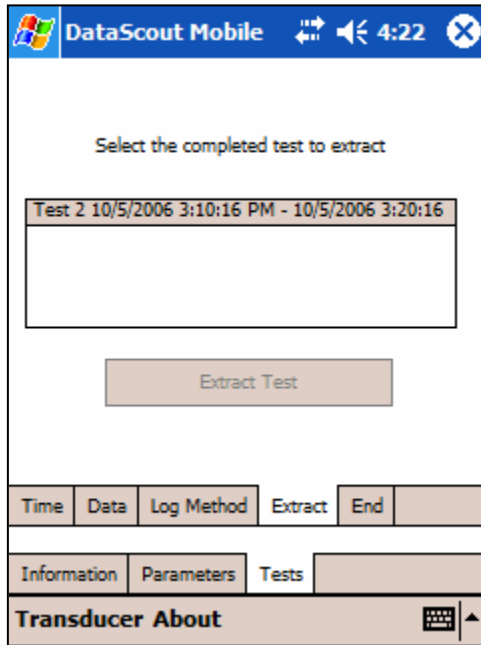 DataScout Mobile 4:22
Select the completed test to extract
Test 2 10/5/2006 3:10:16 PM - 10/5/2006 3:20:16
Extract Test
Time Data Log Method Extract End
Information Parameters Tests
Transducer About